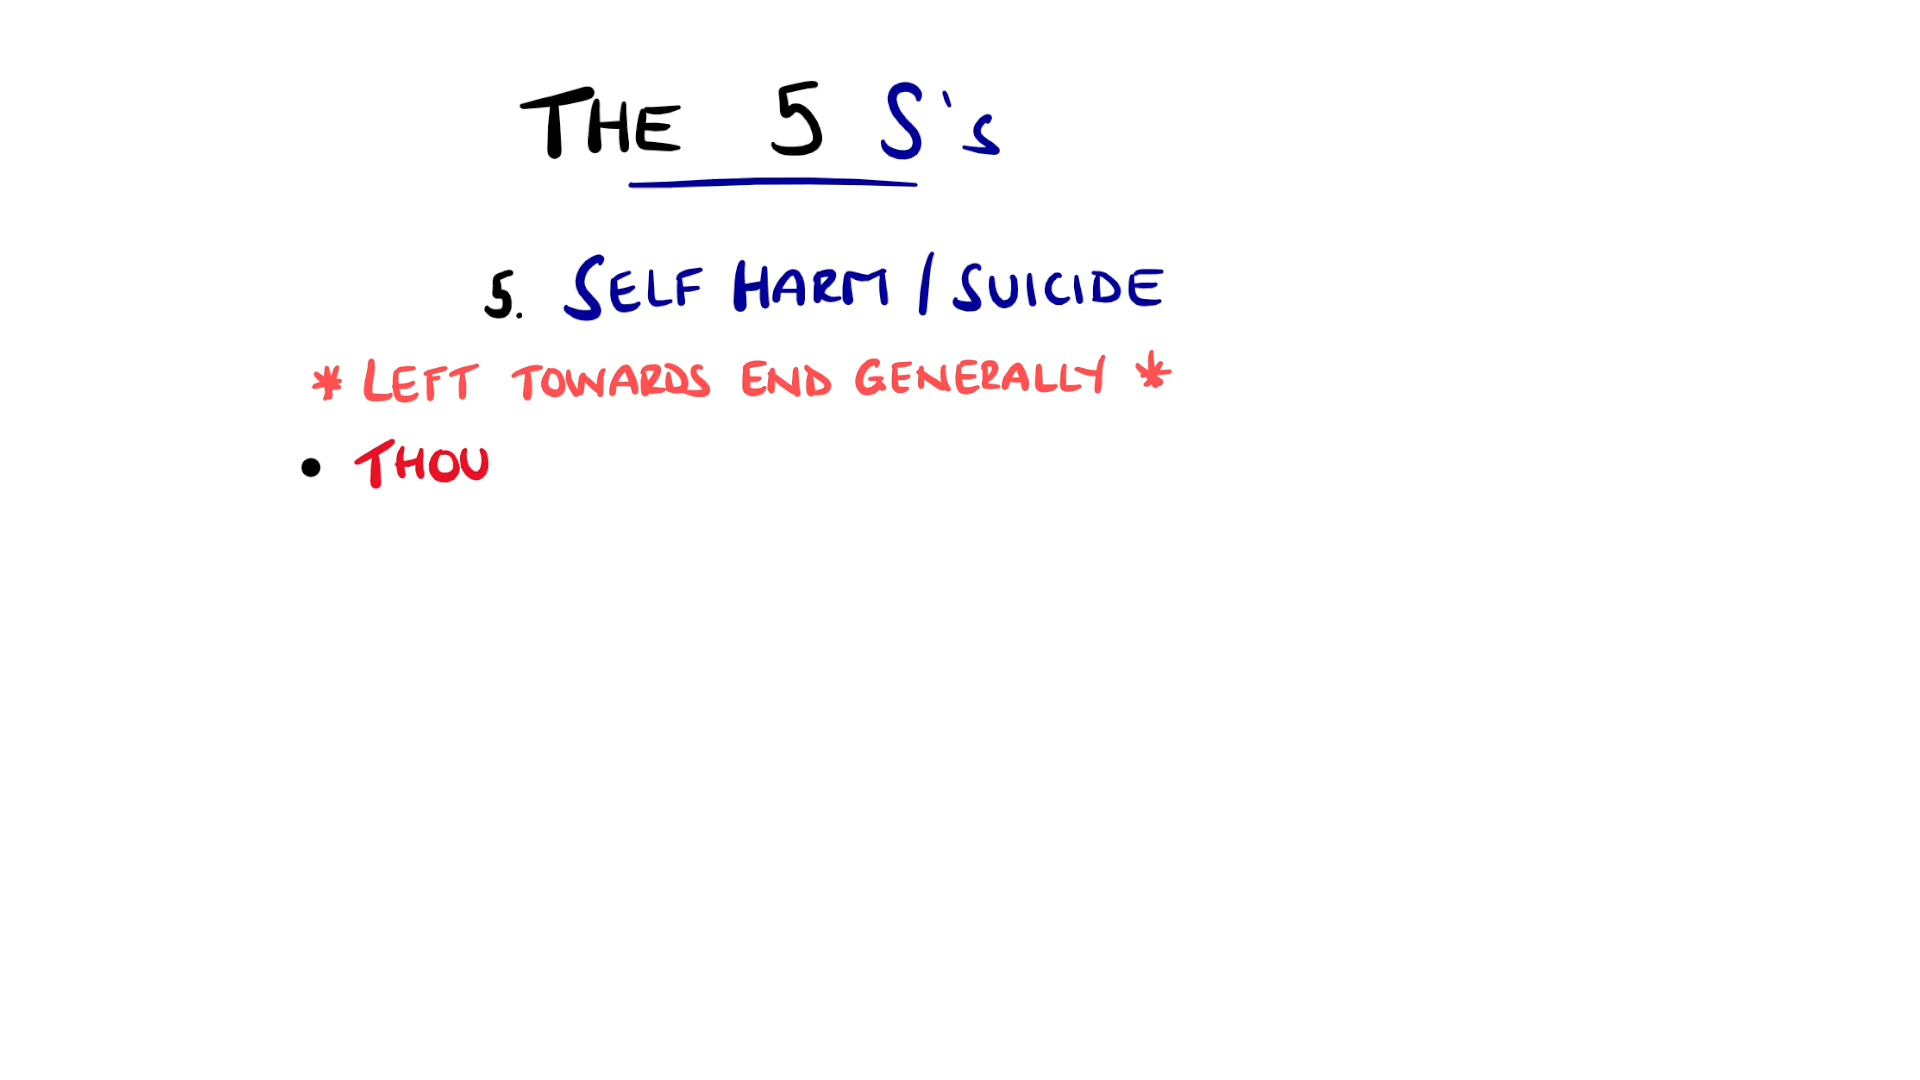 THE 5 S's
5. SELF HARM / SUICIDE
* LEFT TOWARDS END GENERALLY *
• THOU